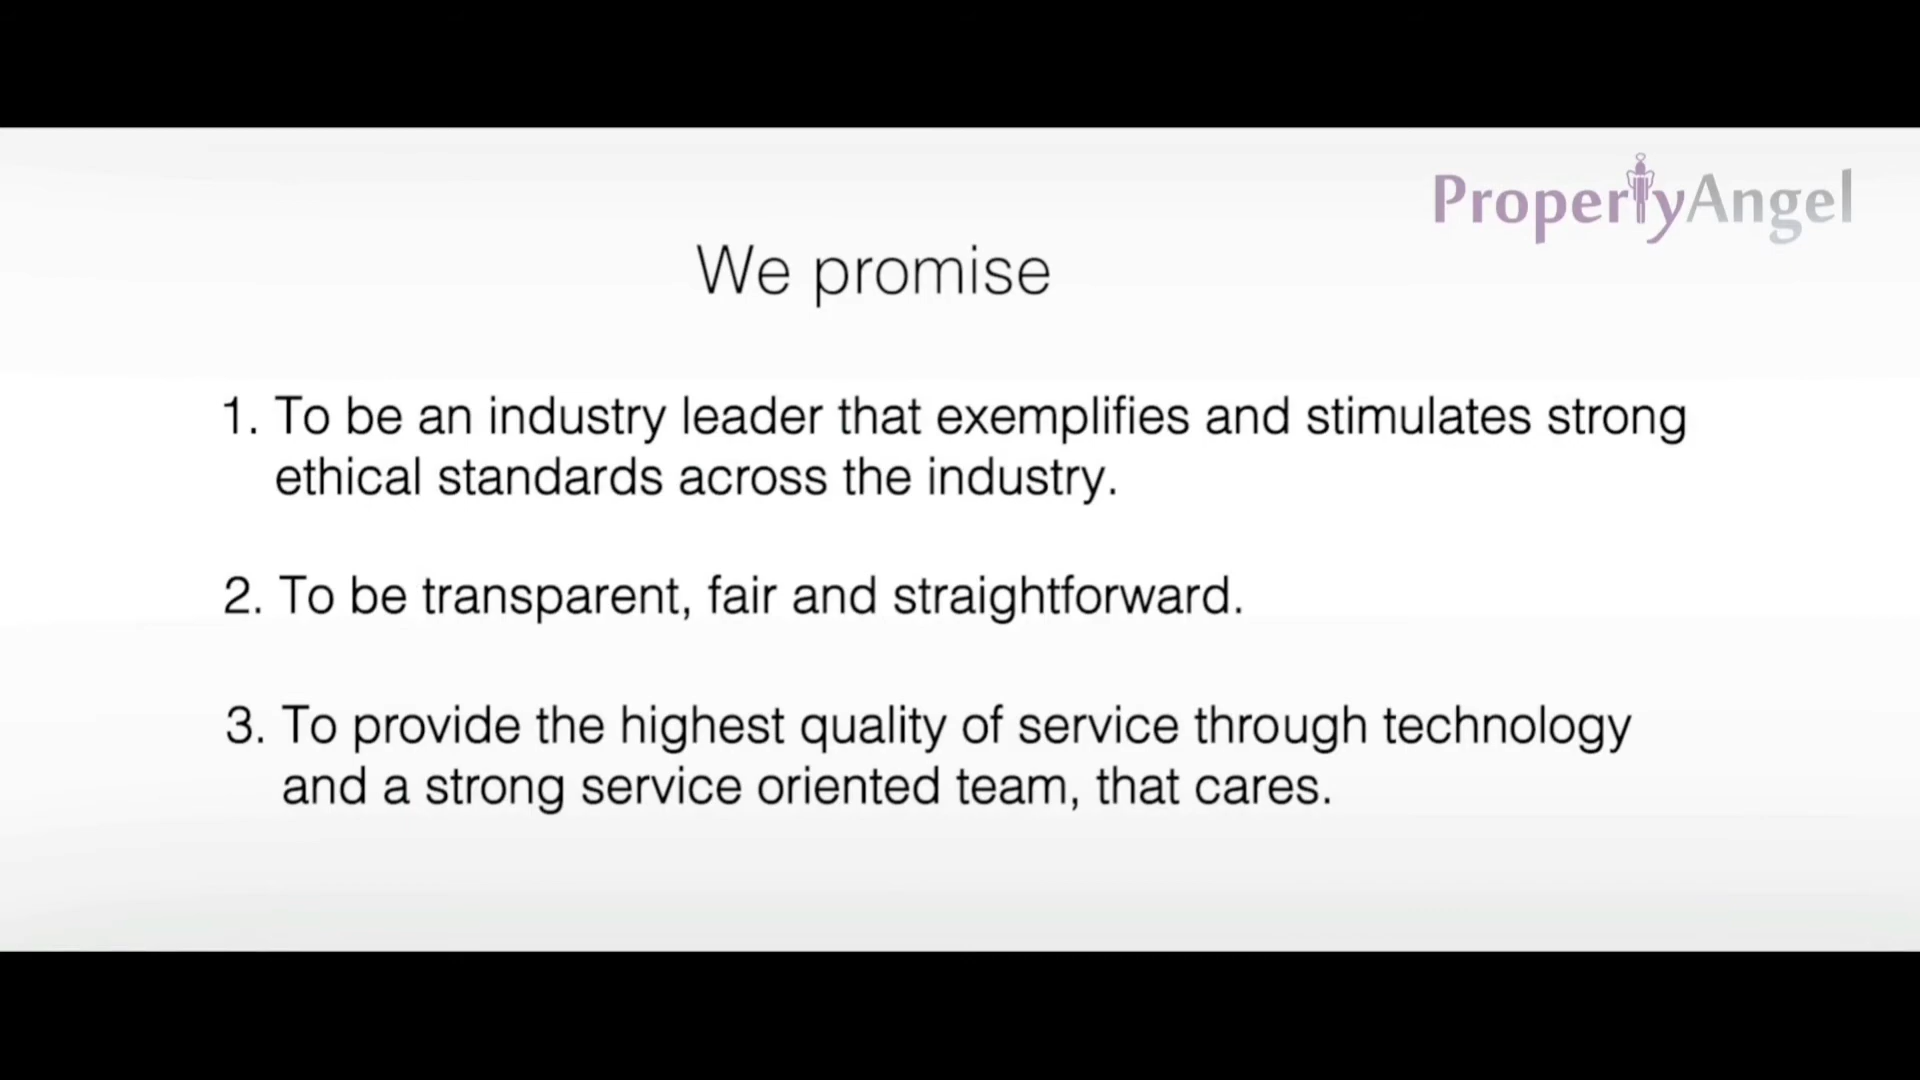 PropertyAngel
We promise
1. To be an industry leader that exemplifies and stimulates strong
ethical standards across the industry.
2. To be transparent, fair and straightforward.
3. To provide the highest quality of service through technology
and a strong service oriented team, that cares.